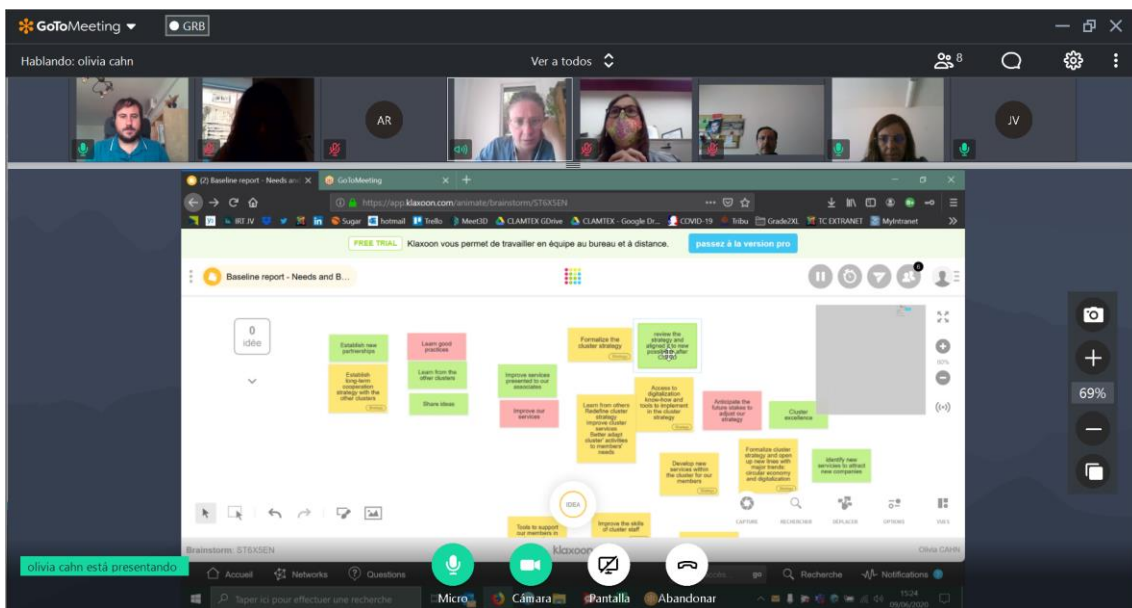 GoToMeeting
GRB
Hablando: olivia cahn
Ver a todos
8
AR
JV
(2) Baseline report - Needs and
GoToMeeting
https://app.klaxoon.com/animate/brainstorm/ST6XSEN
IRT JV
Sugar
hotmail
Trello
Meet3D
CLAMTEX GDrive
CLAMTEX - Google Dr...
COVID-19
Tribu
Grade2XL
TC EXTRANET
MyIntranet
FREE TRIAL
Klaxoon vous permet de travailler en équipe au bureau et à distance.
passez à la version pro
Baseline report - Needs and B...
6
0
idée
Establish new
partnerships
Learn good
practices
Establish
long-term
cooperation
strategy with the
other clusters
Strategy
Learn from the
other clusters
Share ideas
Improve services
presented to our
associates
Improve our
services
Formalize the
cluster strategy
Strategy
review the
strategy and
aligned it to new
after
Learn from others
Redefine cluster
strategy
Improve cluster
services
Better adapt
cluster' activities
to members'
needs
Access to
digitalization
know-how and
tools to implement
in the cluster
strategy
Strategy
Anticipate the
future stakes to
adjust our
strategy
Cluster
excellence
Develop new
services within
the cluster for our
members
Strategy
Formalize cluster
strategy and open
up new lines with
major trends:
circular economy
and digitalization
Strategy
Identify new
services to attract
new companies
Tools to support
our members in
Improve the skills
of cluster staff
IDEA
CAPTURE
RECHERCHER
DÉPLACER
OPTIONS
VUES
69%
Brainstorm: ST6XSEN
klaxoon
Olivia CAHN
olivia cahn está presentando
Accueil
Networks
Questions
Recherche
Notifications
Taper ici pour effectuer une recherche
Micro
Cámara
Pantalla
Abandonar
15:24
09/06/2020